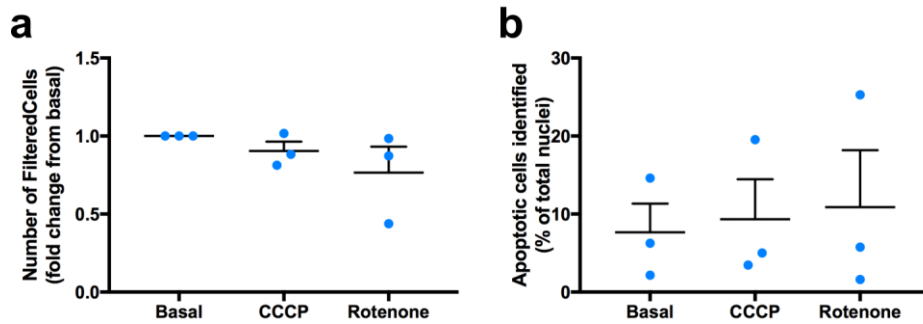 a
Number of FilteredCells
(fold change from basal)
1.5
1.0
0.5
0.0
Basal CCCP Rotenone
b
Apoptotic cells identified
(% of total nuclei)
30
20
10
0
Basal CCCP Rotenone